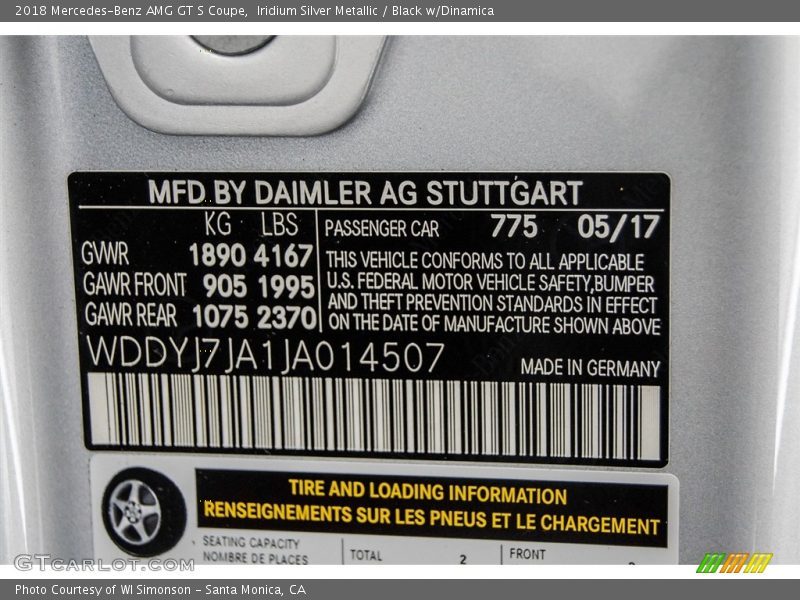 2018 Mercedes-Benz AMG GT S Coupe, Iridium Silver Metallic / Black w/Dinamica
MFD BY DAIMLER AG STUTTGART
KG LBS
GVWR 1890 4167
GAWR FRONT 905 1995
GAWR REAR 1075 2370
PASSENGER CAR 775 05/17
THIS VEHICLE CONFORMS TO ALL APPLICABLE
U.S. FEDERAL MOTOR VEHICLE SAFETY,BUMPER
AND THEFT PREVENTION STANDARDS IN EFFECT
ON THE DATE OF MANUFACTURE SHOWN ABOVE
WDDYJ7JA1JA014507
MADE IN GERMANY
TIRE AND LOADING INFORMATION
RENSEIGNEMENTS SUR LES PNEUS ET LE CHARGEMENT
SEATING CAPACITY
NOMBRE DE PLACES
TOTAL 2
FRONT
GTCarLot.com
Photo Courtesy of WI Simonson - Santa Monica, CA